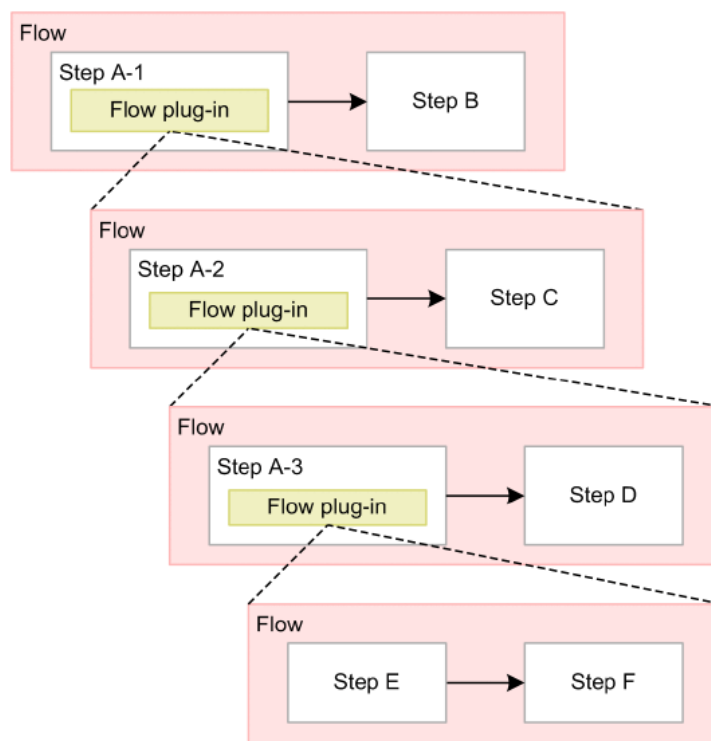 Flow
Step A-1
Flow plug-in
Step B
Flow
Step A-2
Flow plug-in
Step C
Flow
Step A-3
Flow plug-in
Step D
Flow
Step E
Step F